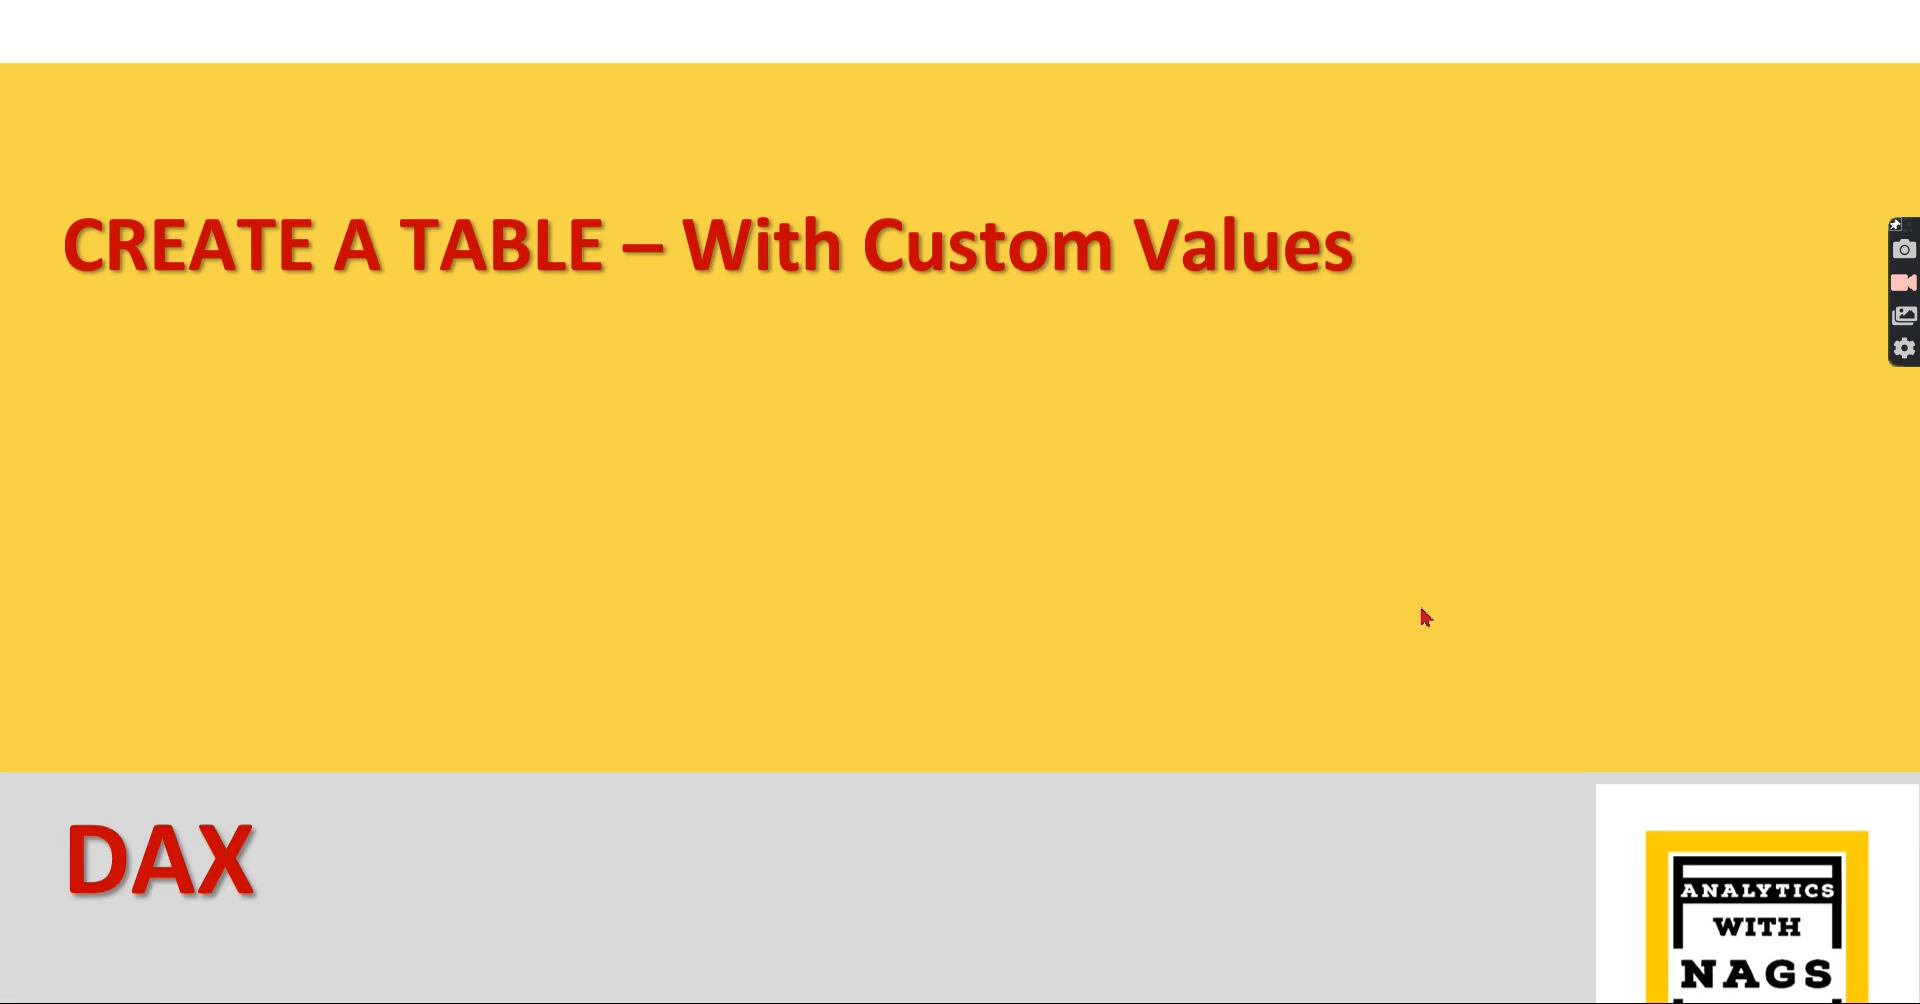 CREATE A TABLE – With Custom Values
DAX
ANALYTICS
WITH
NAGS